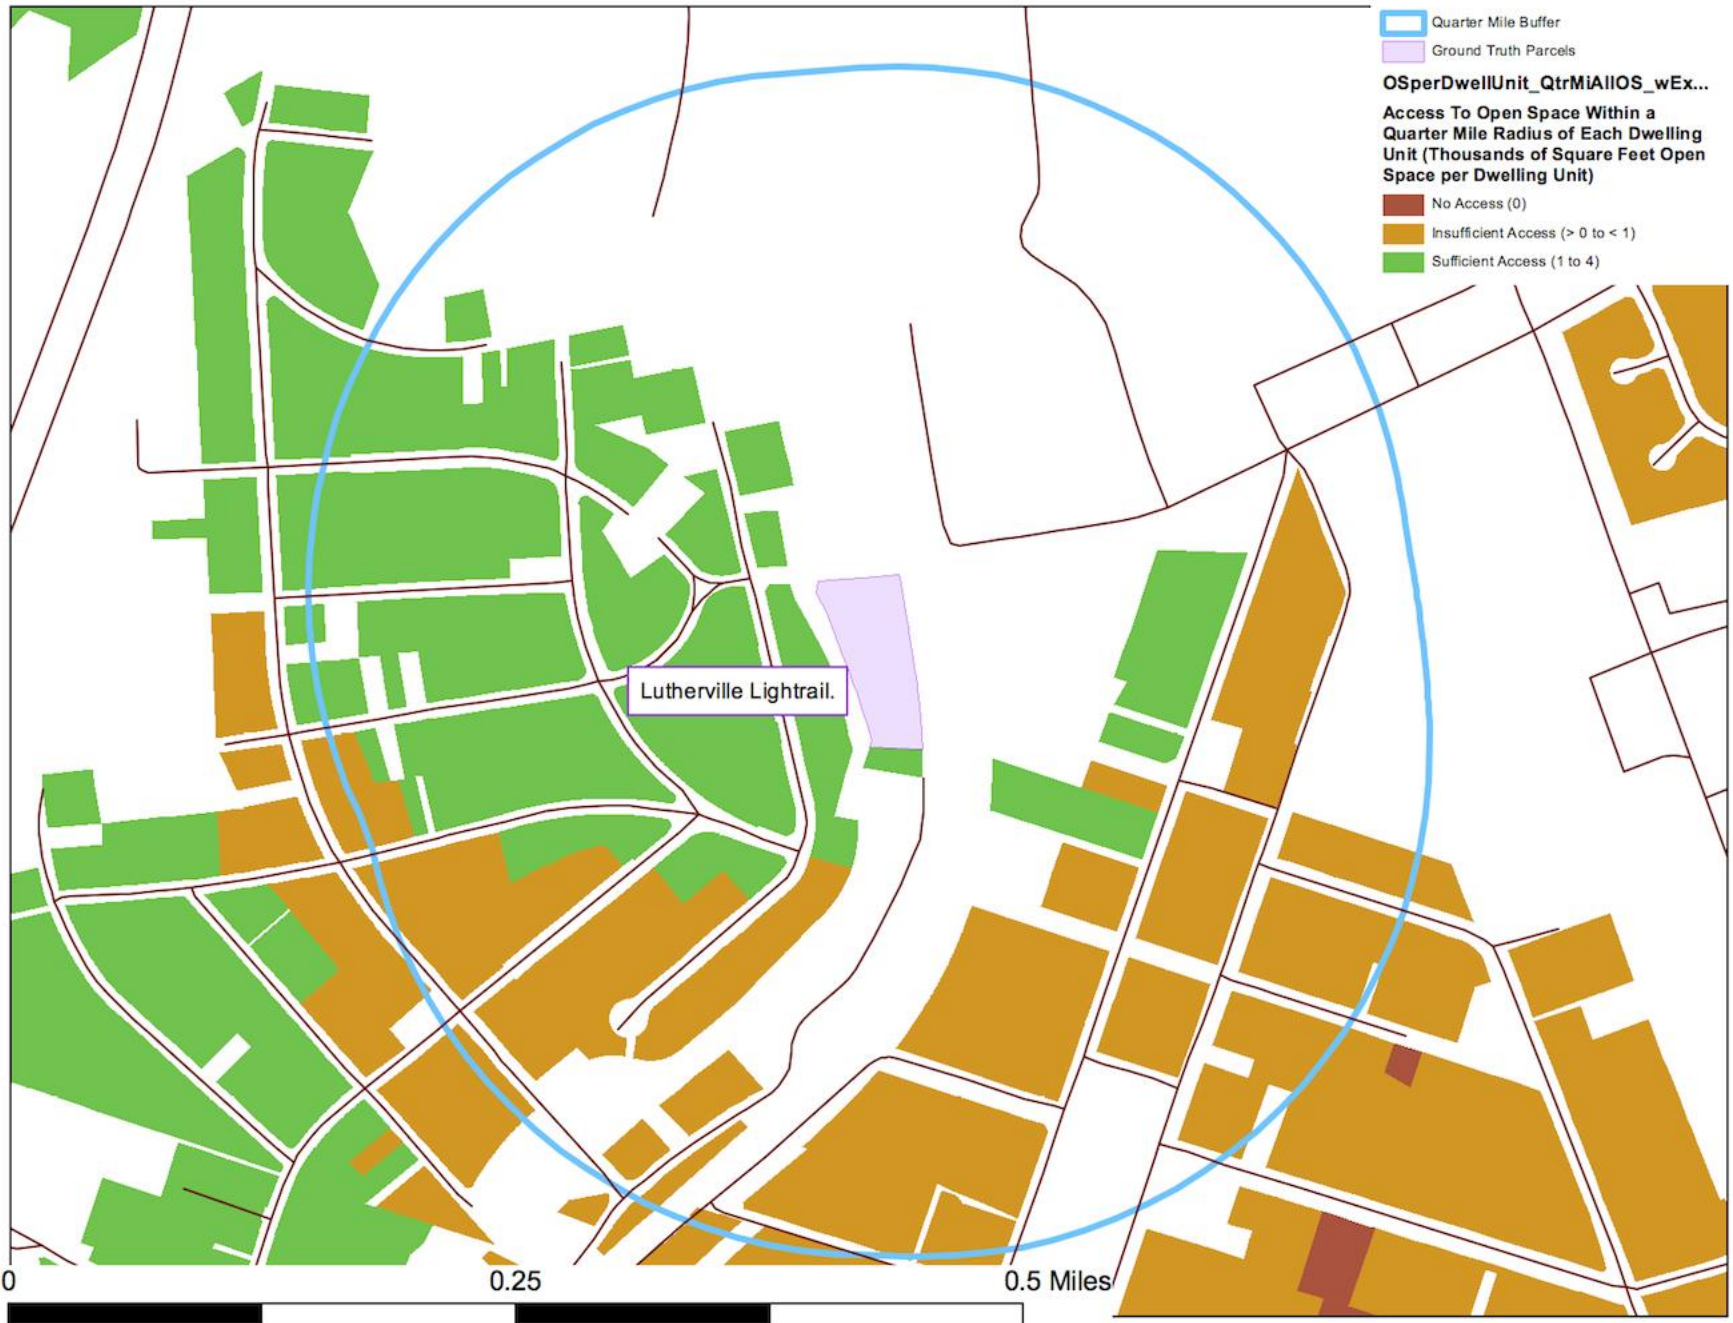 Quarter Mile Buffer
Ground Truth Parcels
OSperDwellUnit_QtrMiAllOS_wEx...
Access To Open Space Within a
Quarter Mile Radius of Each Dwelling
Unit (Thousands of Square Feet Open
Space per Dwelling Unit)
No Access (0)
Insufficient Access (> 0 to < 1)
Sufficient Access (1 to 4)
Lutherville Lightrail.
0 0.25 0.5 Miles